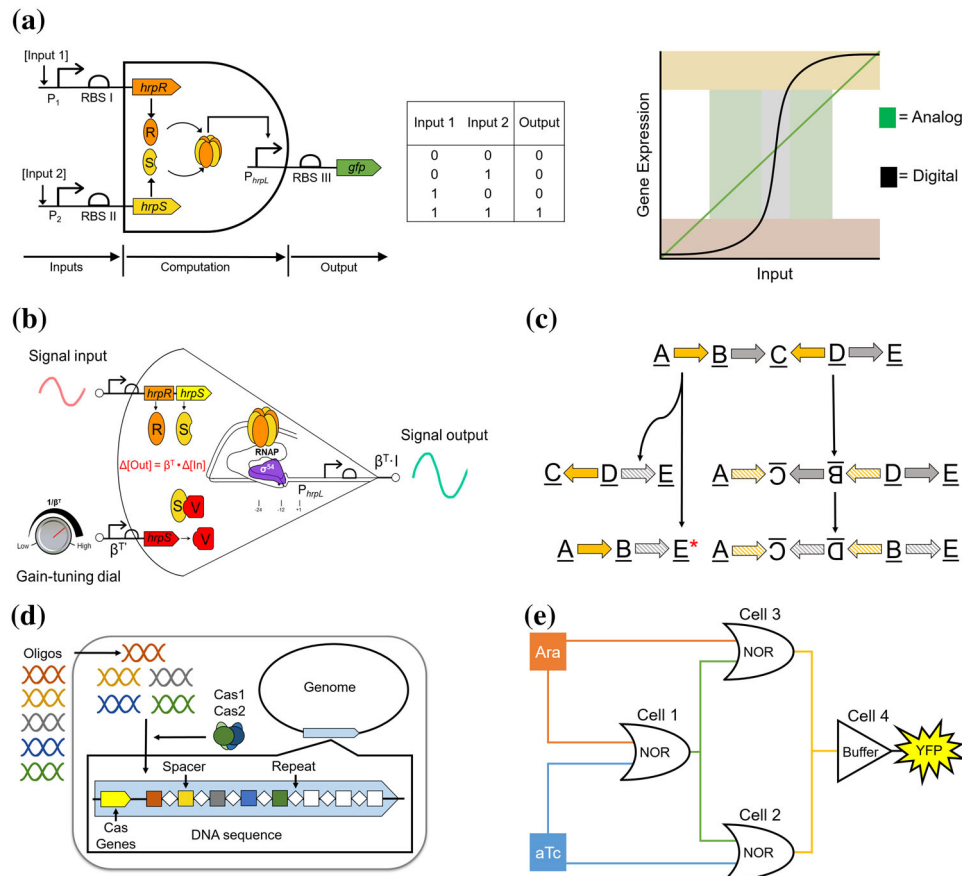 (a)
[Input 1]
P1
RBS I
hrpR
R
S
[Input 2]
P2
RBS II
hrpS
PhrpL
RBS III
gfp
Inputs
Computation
Output
Input 1 Input 2 Output
0 0 0
0 1 0
1 0 0
1 1 1
Gene Expression
Input
= Analog
= Digital
(b)
Signal input
hrpR hrpS
R S
Δ[Out] = βT • Δ[In]
RNAP
σ54
PhrpL
-24 -12 +1
βT· I
Signal output
1/βT
Low High
Gain-tuning dial
βT'
hrpS
S V
V
(c)
A B C D E
C D E
A B E*
A C B D E
A C D B E
(d)
Oligos
Cas1
Cas2
Genome
Spacer
Repeat
Cas
Genes
DNA sequence
(e)
Ara
aTc
Cell 1
NOR
Cell 3
NOR
Cell 2
NOR
Cell 4
Buffer
YFP